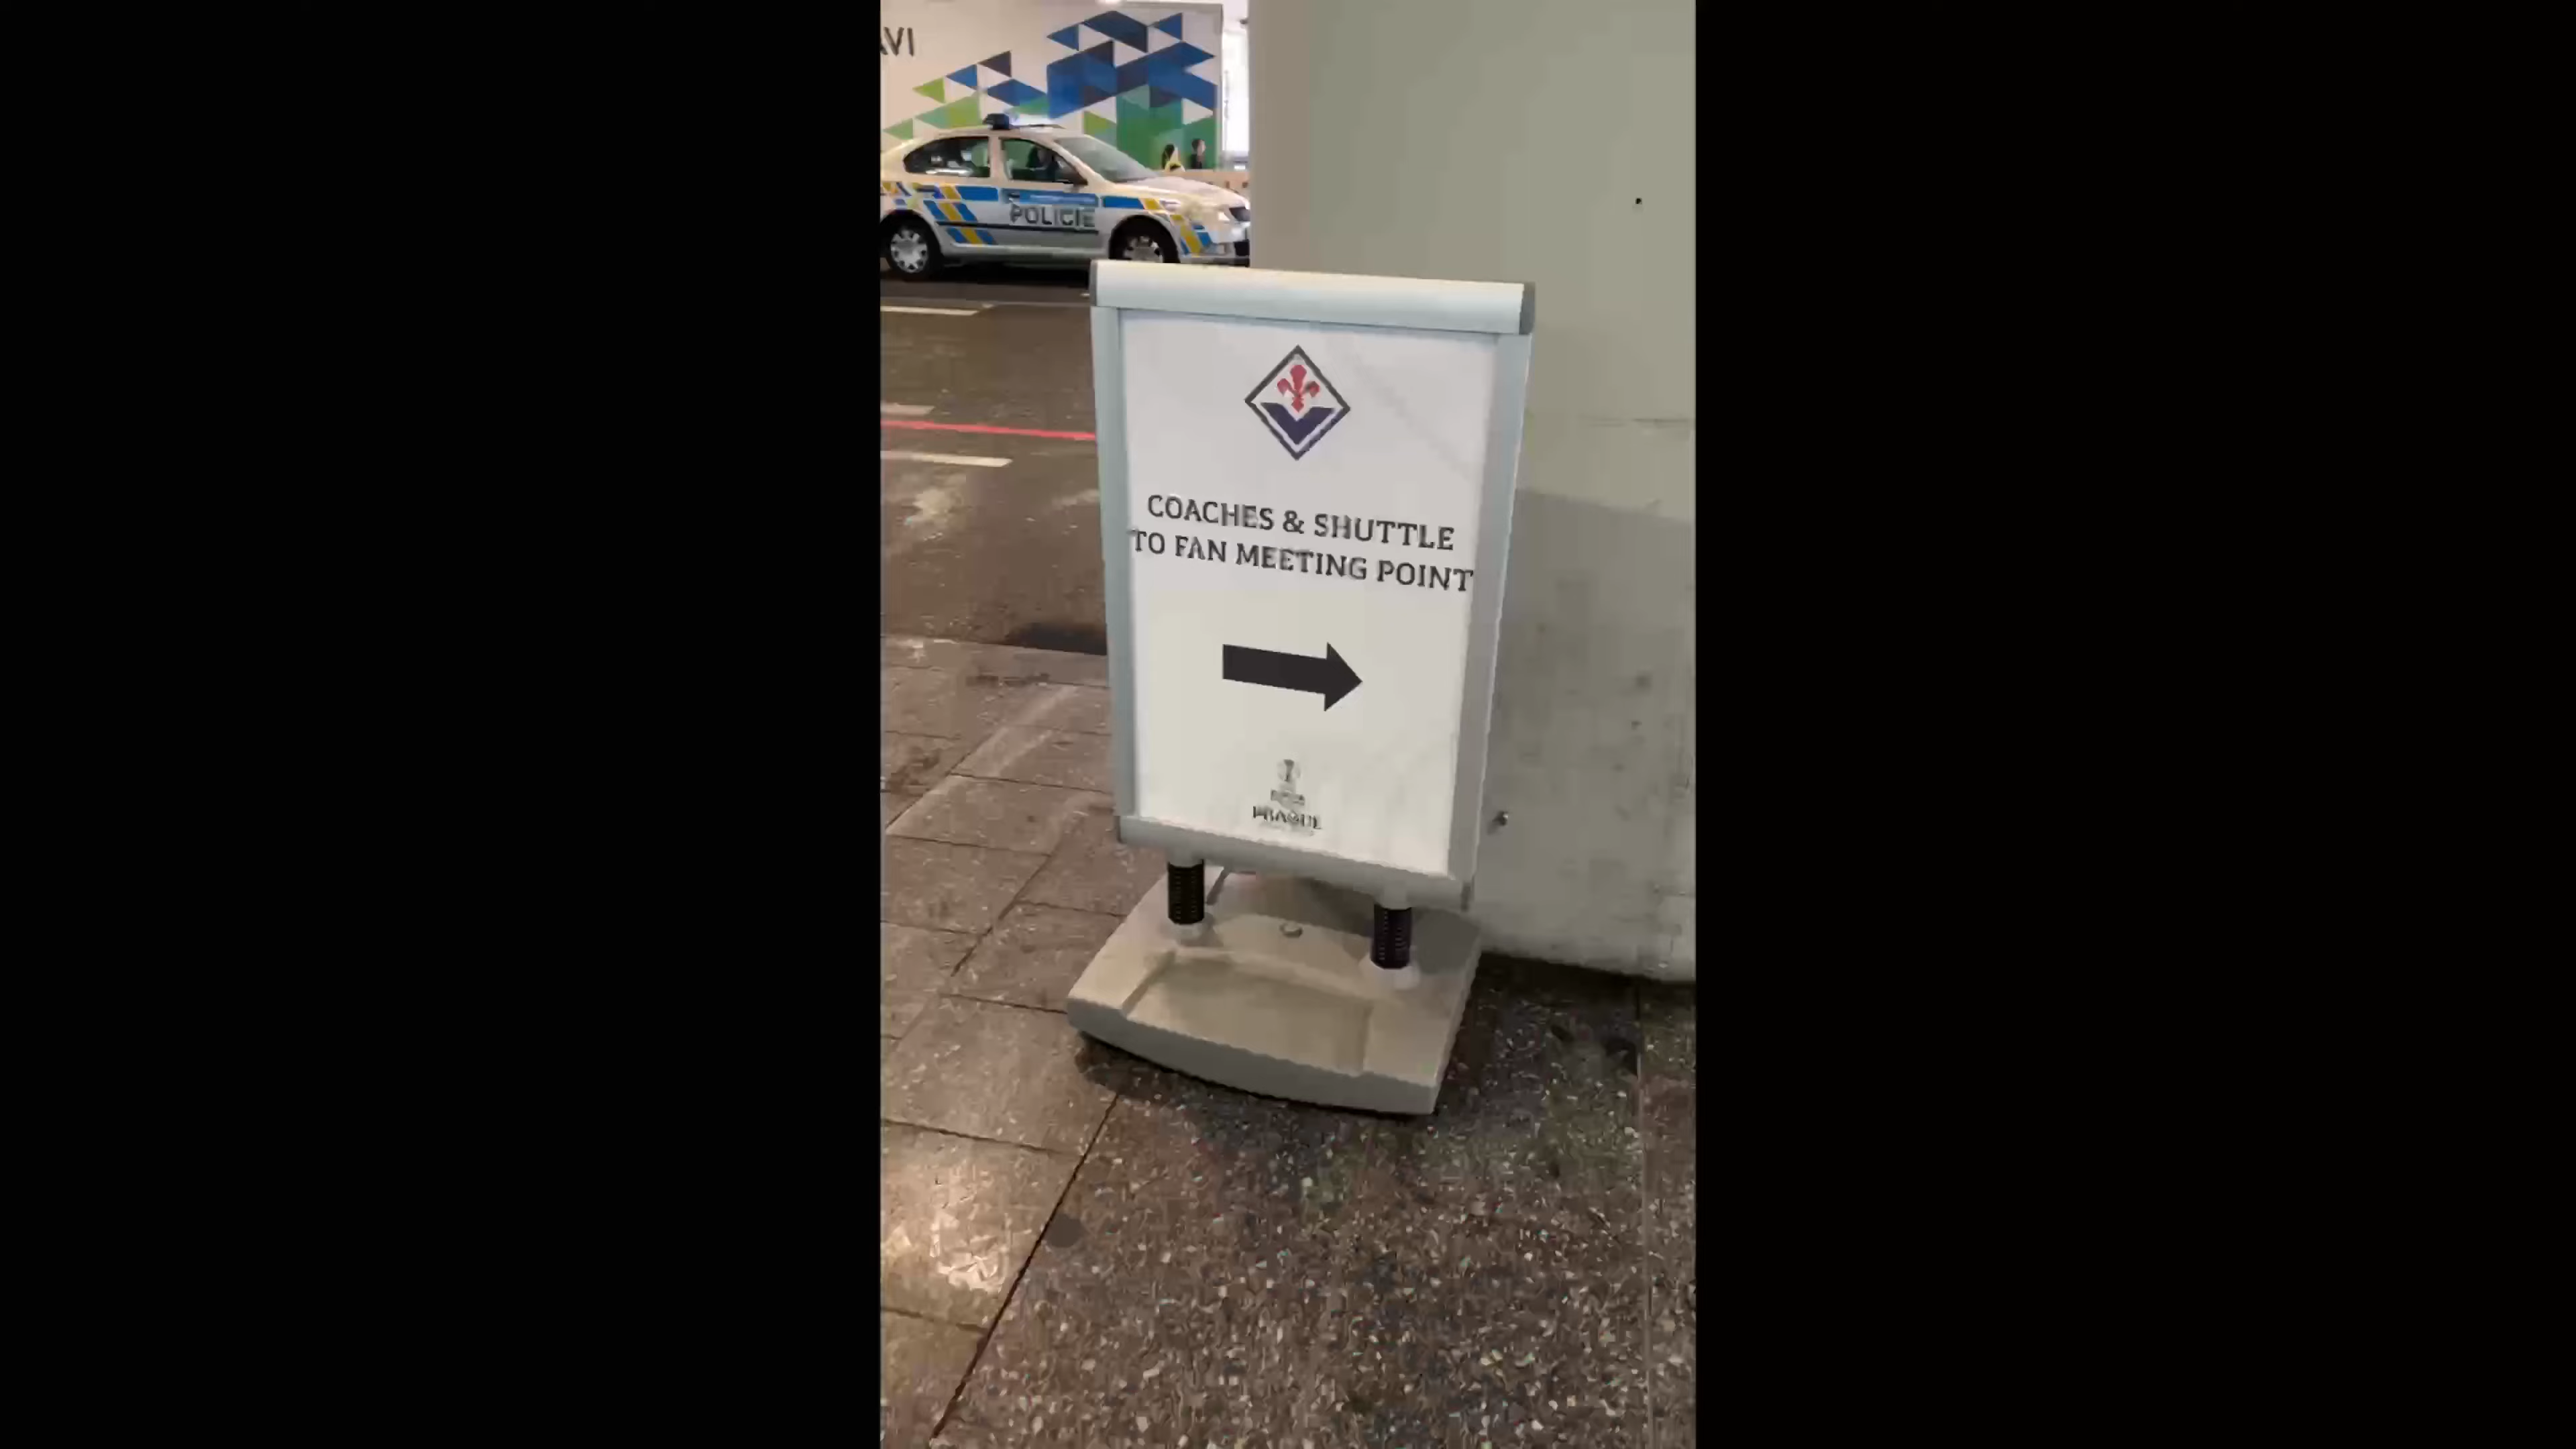 AVI
POLICIE
COACHES & SHUTTLE
TO FAN MEETING POINT
PRAGUE